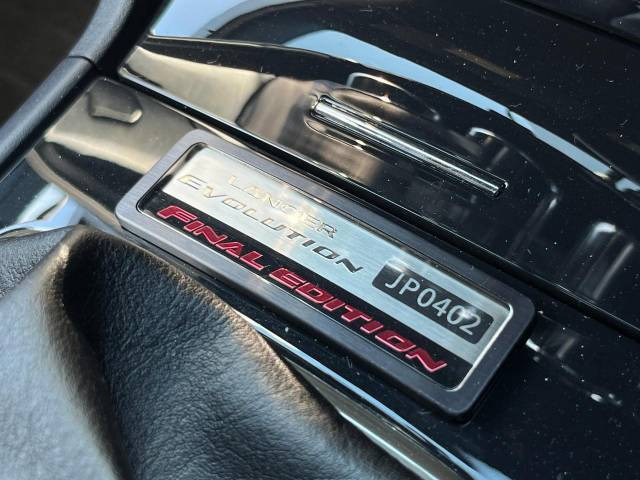 LANCER
EVOLUTION
FINAL EDITION
JP0402